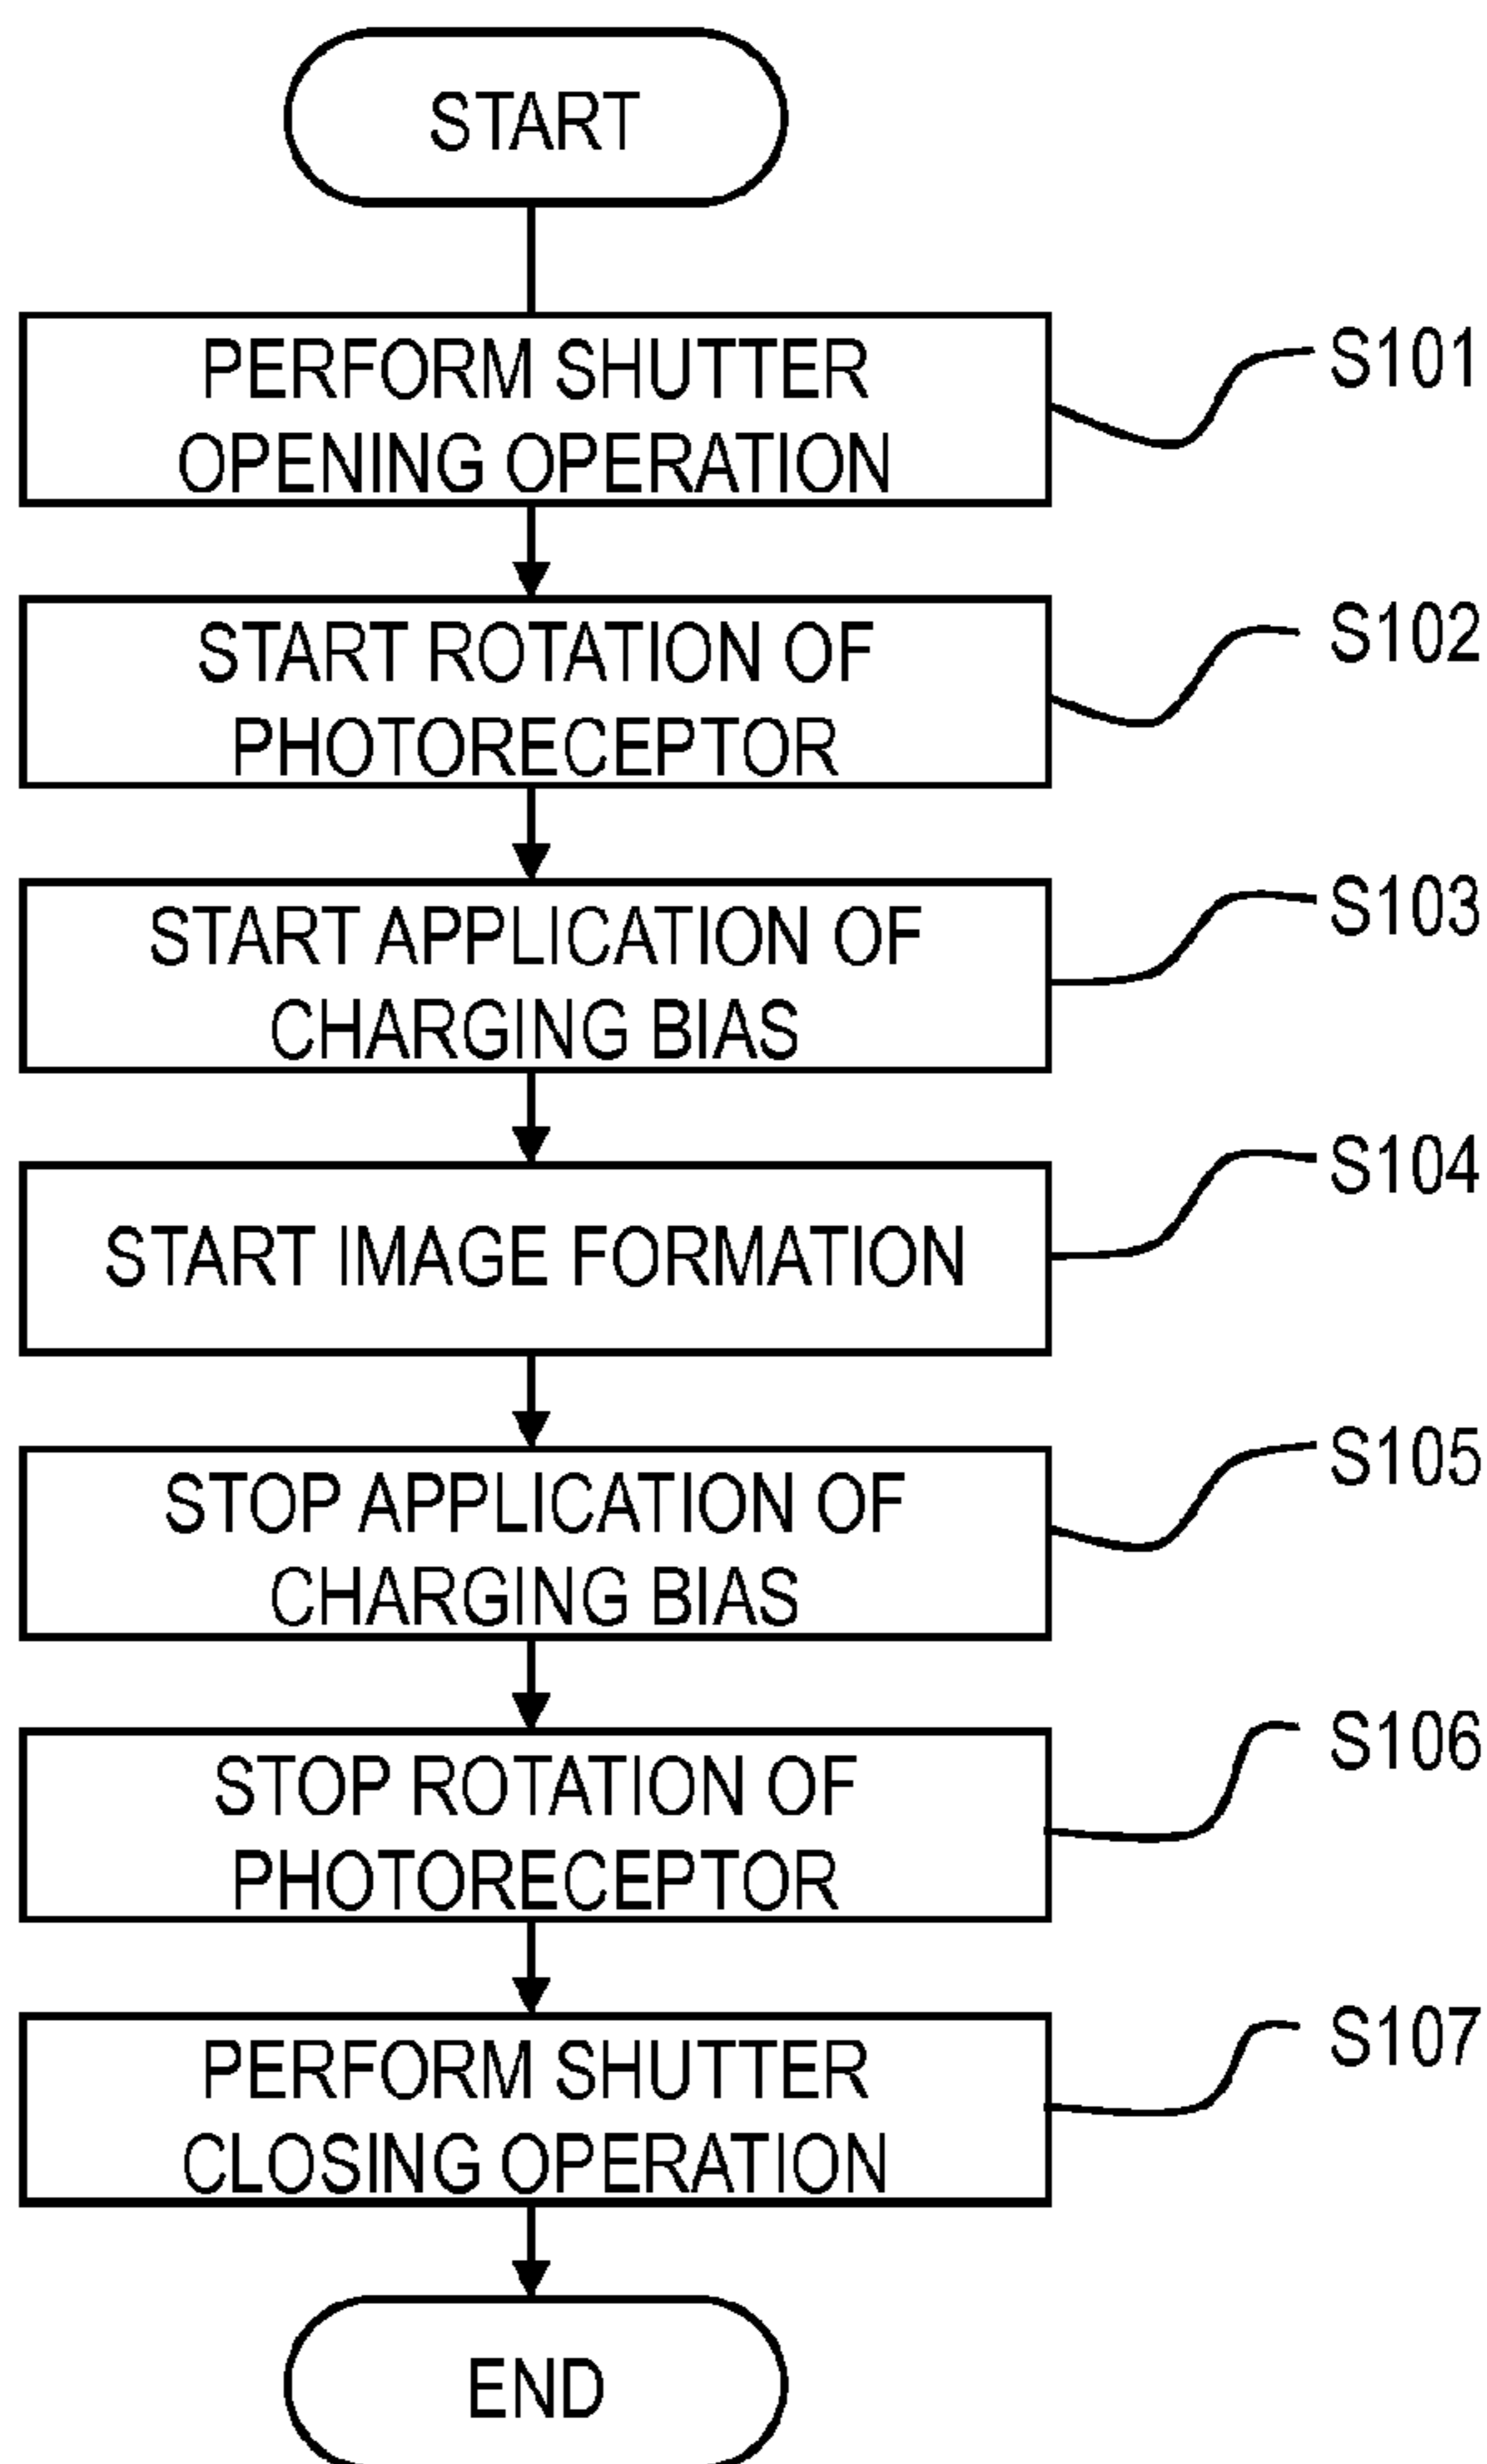 START
PERFORM SHUTTER
OPENING OPERATION
S101
START ROTATION OF
PHOTORECEPTOR
S102
START APPLICATION OF
CHARGING BIAS
S103
START IMAGE FORMATION
S104
STOP APPLICATION OF
CHARGING BIAS
S105
STOP ROTATION OF
PHOTORECEPTOR
S106
PERFORM SHUTTER
CLOSING OPERATION
S107
END